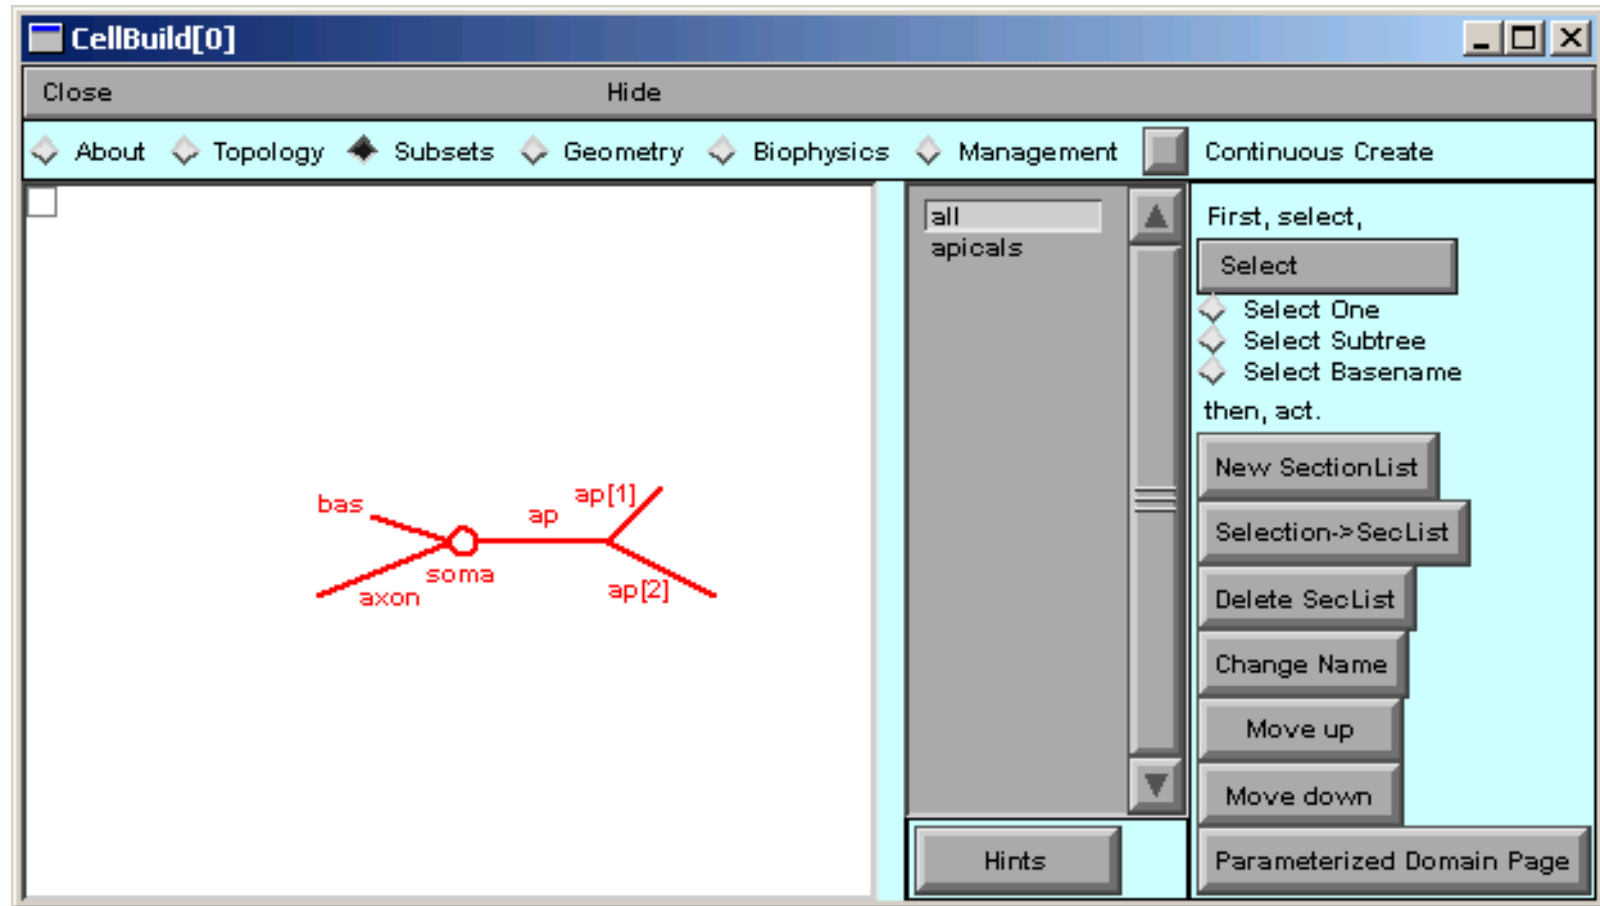 CellBuild[0]
Close Hide
About Topology Subsets Geometry Biophysics Management Continuous Create
bas
ap[1]
ap
soma
axon
ap[2]
all
apicals
Hints
First, select,
Select
Select One
Select Subtree
Select Basename
then, act.
New SectionList
Selection->SecList
Delete SecList
Change Name
Move up
Move down
Parameterized Domain Page